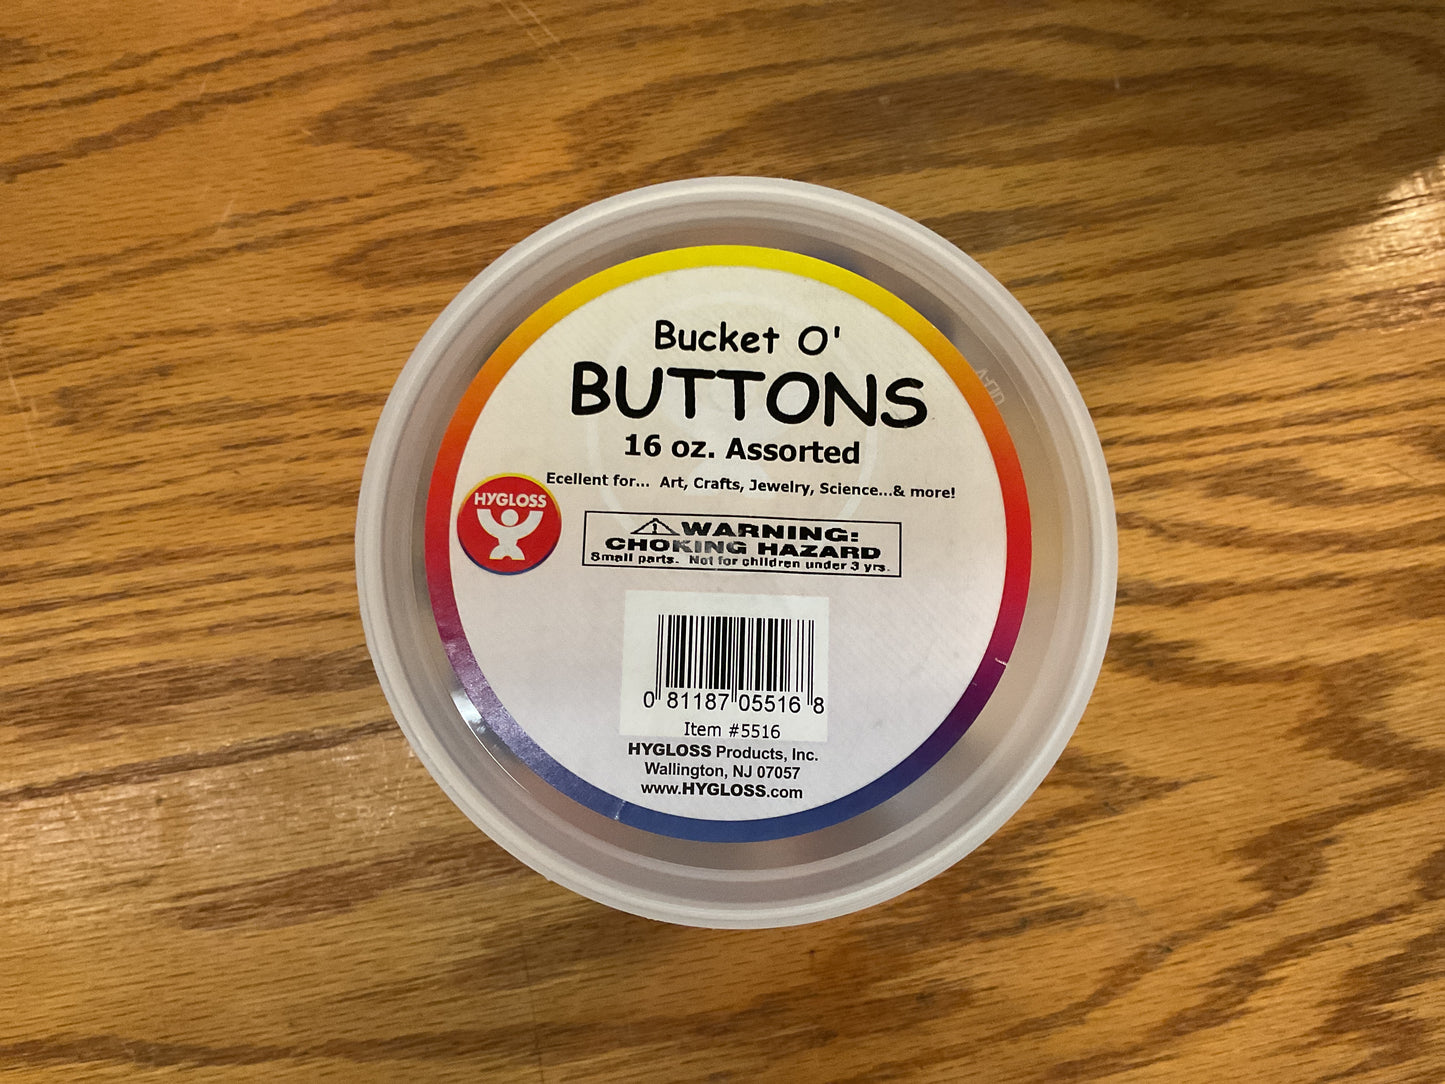 Bucket O'
BUTTONS
16 oz. Assorted
Ecellent for... Art, Crafts, Jewelry, Science...& more!
HYGLOSS
WARNING:
CHOKING HAZARD
Small parts. Not for children under 3 yrs.
0 81187 05516 8
Item #5516
HYGLOSS Products, Inc.
Wallington, NJ 07057
www.HYGLOSS.com